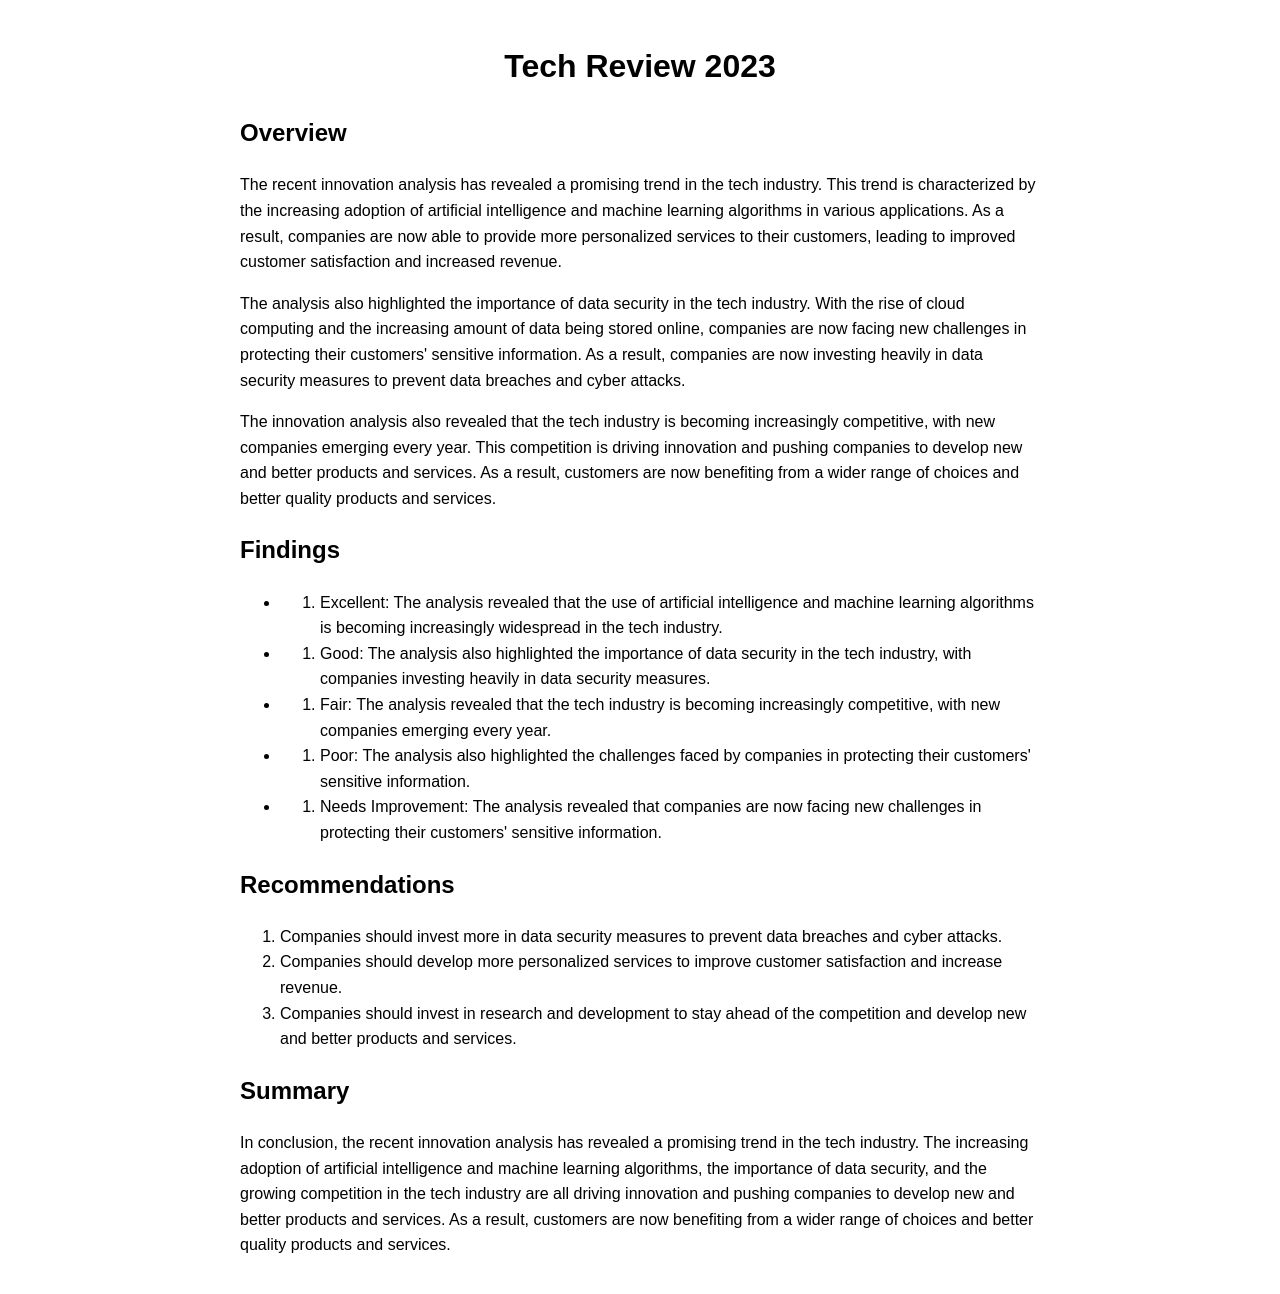 Tech Review 2023
Overview
The recent innovation analysis has revealed a promising trend in the tech industry. This trend is characterized by
the increasing adoption of artificial intelligence and machine learning algorithms in various applications. As a
result, companies are now able to provide more personalized services to their customers, leading to improved
customer satisfaction and increased revenue.
The analysis also highlighted the importance of data security in the tech industry. With the rise of cloud
computing and the increasing amount of data being stored online, companies are now facing new challenges in
protecting their customers' sensitive information. As a result, companies are now investing heavily in data
security measures to prevent data breaches and cyber attacks.
The innovation analysis also revealed that the tech industry is becoming increasingly competitive, with new
companies emerging every year. This competition is driving innovation and pushing companies to develop new
and better products and services. As a result, customers are now benefiting from a wider range of choices and
better quality products and services.
Findings
• 1. Excellent: The analysis revealed that the use of artificial intelligence and machine learning algorithms
is becoming increasingly widespread in the tech industry.
• 1. Good: The analysis also highlighted the importance of data security in the tech industry, with
companies investing heavily in data security measures.
• 1. Fair: The analysis revealed that the tech industry is becoming increasingly competitive, with new
companies emerging every year.
• 1. Poor: The analysis also highlighted the challenges faced by companies in protecting their customers'
sensitive information.
• 1. Needs Improvement: The analysis revealed that companies are now facing new challenges in
protecting their customers' sensitive information.
Recommendations
1. Companies should invest more in data security measures to prevent data breaches and cyber attacks.
2. Companies should develop more personalized services to improve customer satisfaction and increase
revenue.
3. Companies should invest in research and development to stay ahead of the competition and develop new
and better products and services.
Summary
In conclusion, the recent innovation analysis has revealed a promising trend in the tech industry. The increasing
adoption of artificial intelligence and machine learning algorithms, the importance of data security, and the
growing competition in the tech industry are all driving innovation and pushing companies to develop new and
better products and services. As a result, customers are now benefiting from a wider range of choices and better
quality products and services.